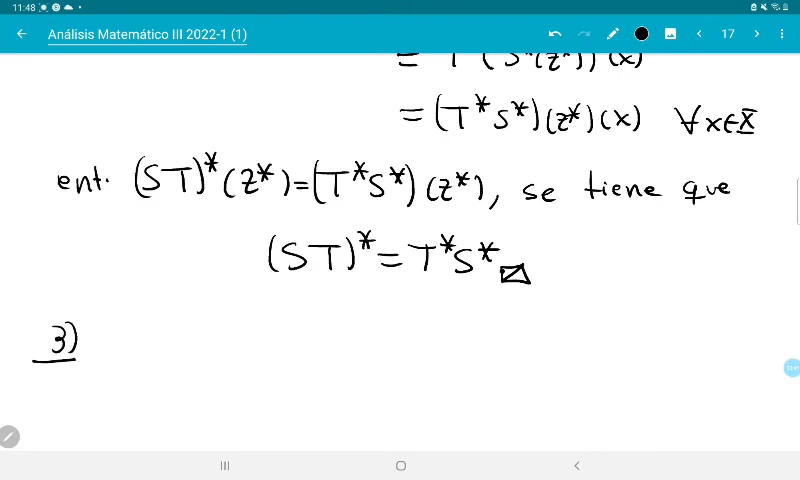 11:48
Análisis Matemático III 2022-1 (1)
17
= T*(S*(z*))(x)
= (T*S*)(z*)(x) ∀x∈X
ent. (ST)*(z*)=(T*S*)(z*), se tiene que
(ST)*=T*S*
3)